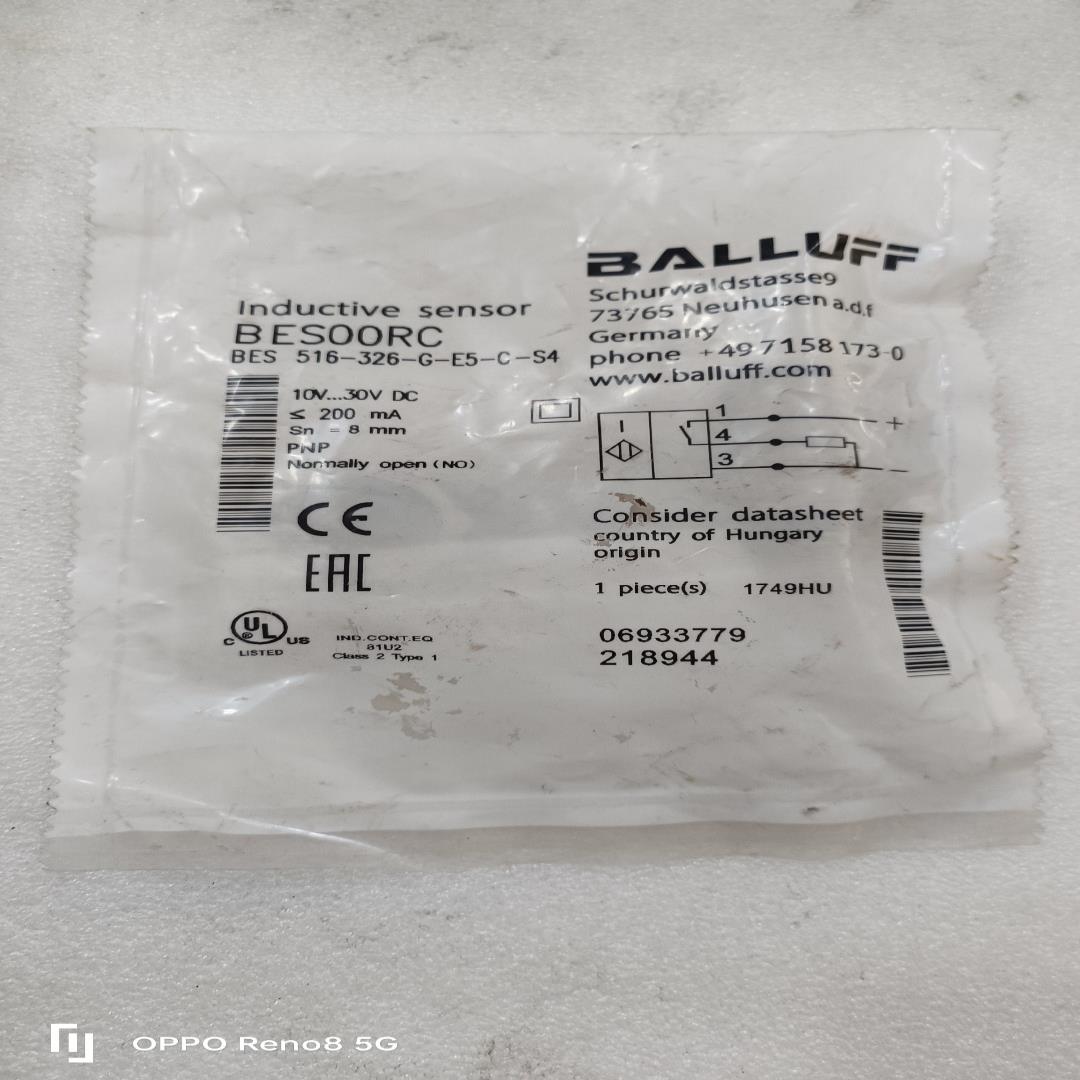 BALLUFF
Schurwaldstasse9
73765 Neuhusen a.d.f
Germany
phone +49 7158 173-0
www.balluff.com
Inductive sensor
BES00RC
BES 516-326-G-E5-C-S4
10V...30V DC
≤ 200 mA
Sn = 8 mm
PNP
Normally open (NO)
1 +
4
3 −
CE
EAC
C UL ® US
LISTED
IND.CONT.EQ
81U2
Class 2 Type 1
Consider datasheet
country of Hungary
origin
1 piece(s) 1749HU
06933779
218944
OPPO Reno8 5G